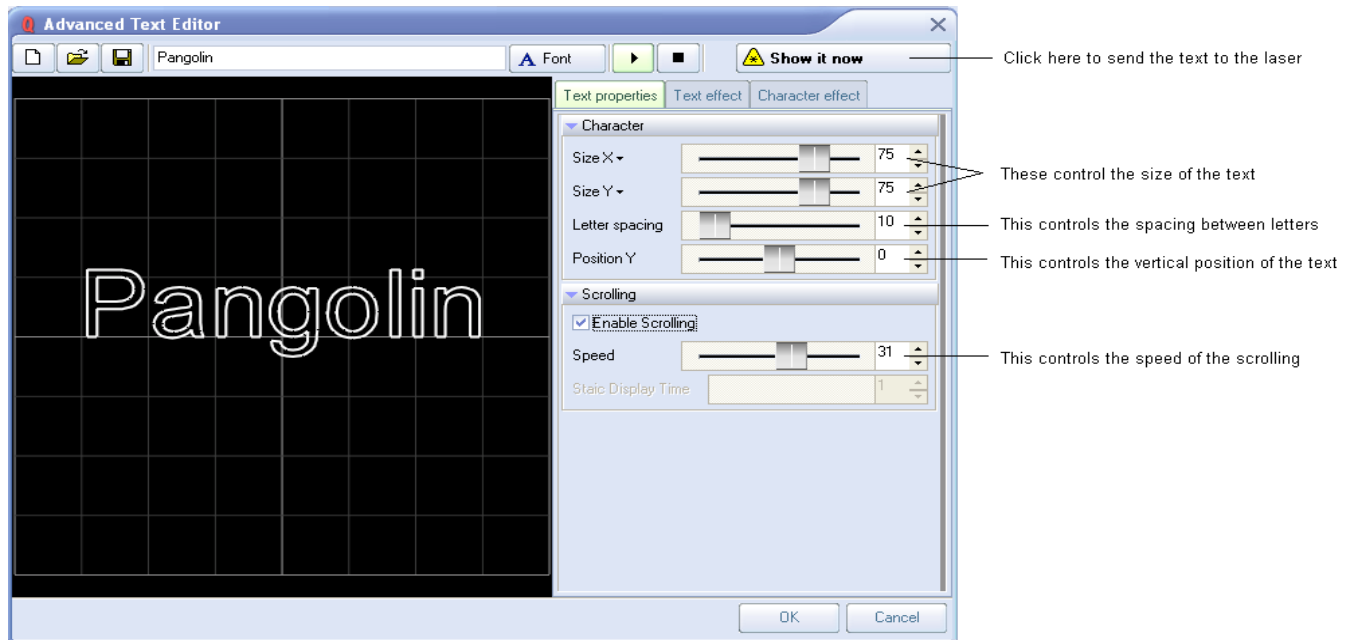 Advanced Text Editor
Pangolin
A Font
Show it now
Click here to send the text to the laser
Text properties
Text effect
Character effect
Character
Size X
75
Size Y
75
These control the size of the text
Letter spacing
10
This controls the spacing between letters
Position Y
0
This controls the vertical position of the text
Pangolin
Scrolling
Enable Scrolling
Speed
31
This controls the speed of the scrolling
Staic Display Time
1
OK
Cancel